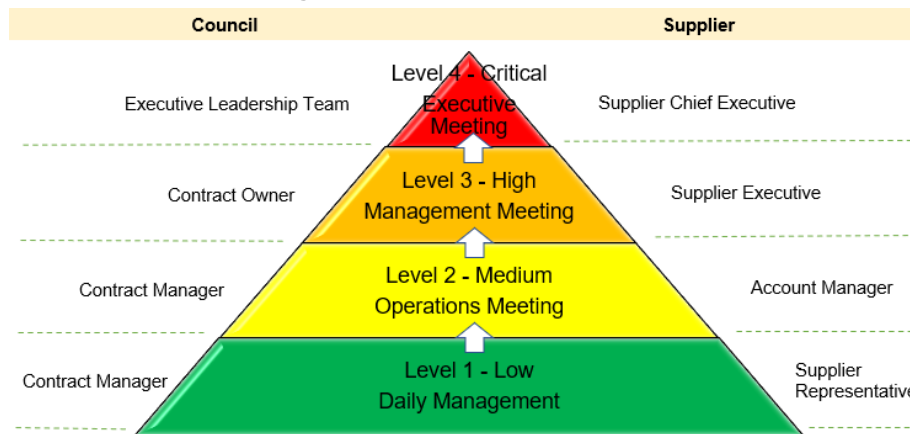 Council
Supplier
Executive Leadership Team
Level 4 - Critical
Executive
Meeting
Supplier Chief Executive
Contract Owner
Level 3 - High
Management Meeting
Supplier Executive
Contract Manager
Level 2 - Medium
Operations Meeting
Account Manager
Contract Manager
Level 1 - Low
Daily Management
Supplier
Representative